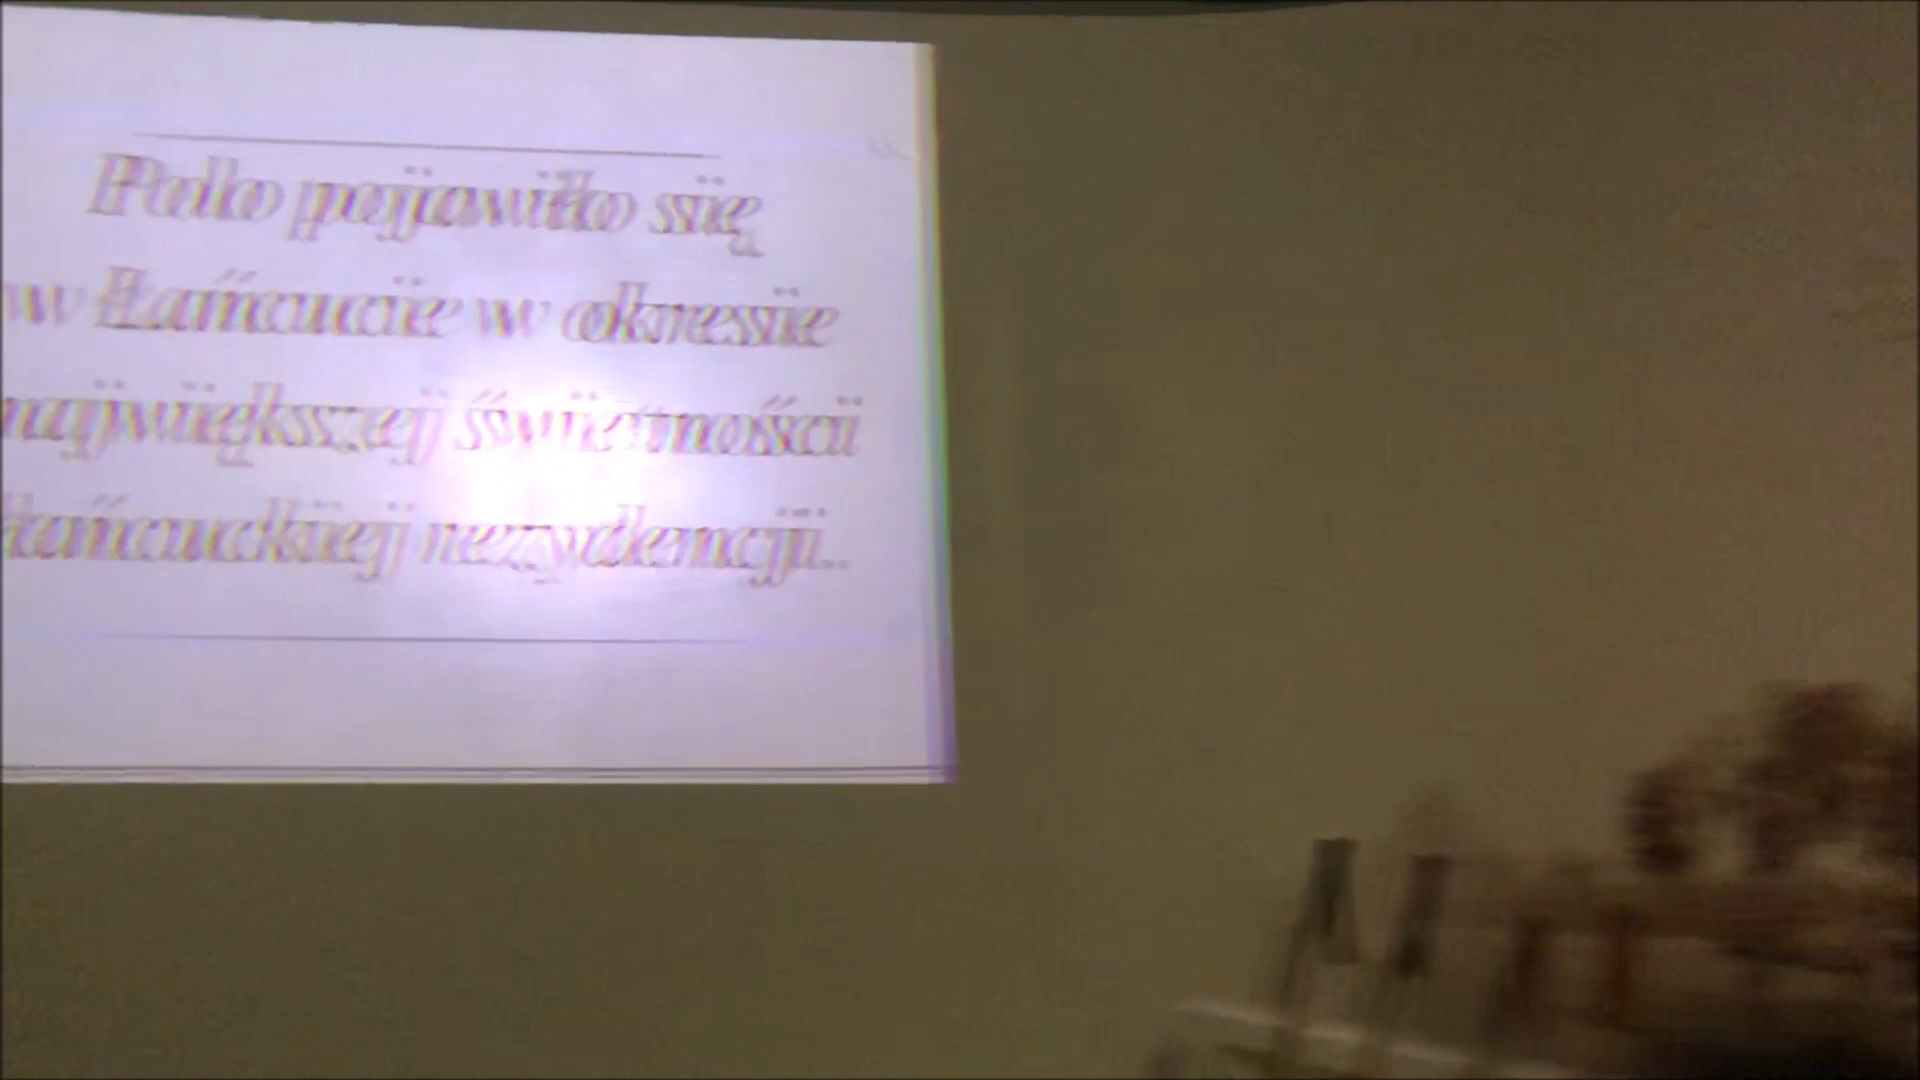 Polo pojawiło się
w Łańcucie w okresie
największej świetności
łańcuckiej rezydencji.